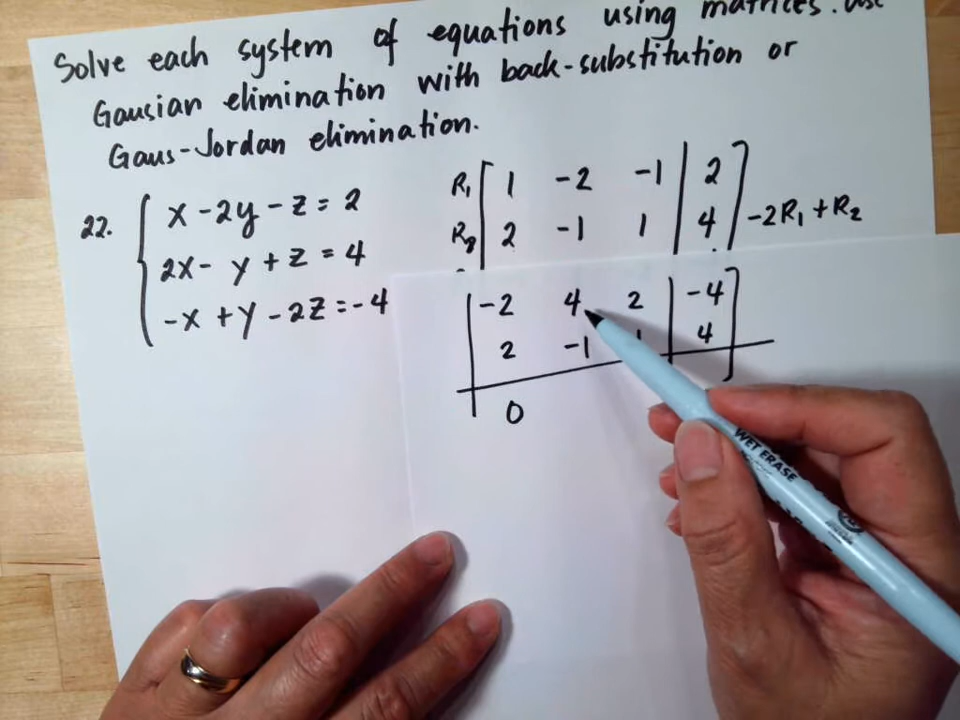 Solve each system of equations using matrices. use
Gausian elimination with back-substitution or
Gaus-Jordan elimination.
22. { x - 2y - z = 2
2x - y + z = 4
-x + y - 2z = -4
R₁ [ 1 -2 -1 | 2 ]
R₂ [ 2 -1 1 | 4 ] -2R₁ + R₂
| -2 4 2 | -4 ]
2 -1 1 | 4 ]
0
WET ERASE